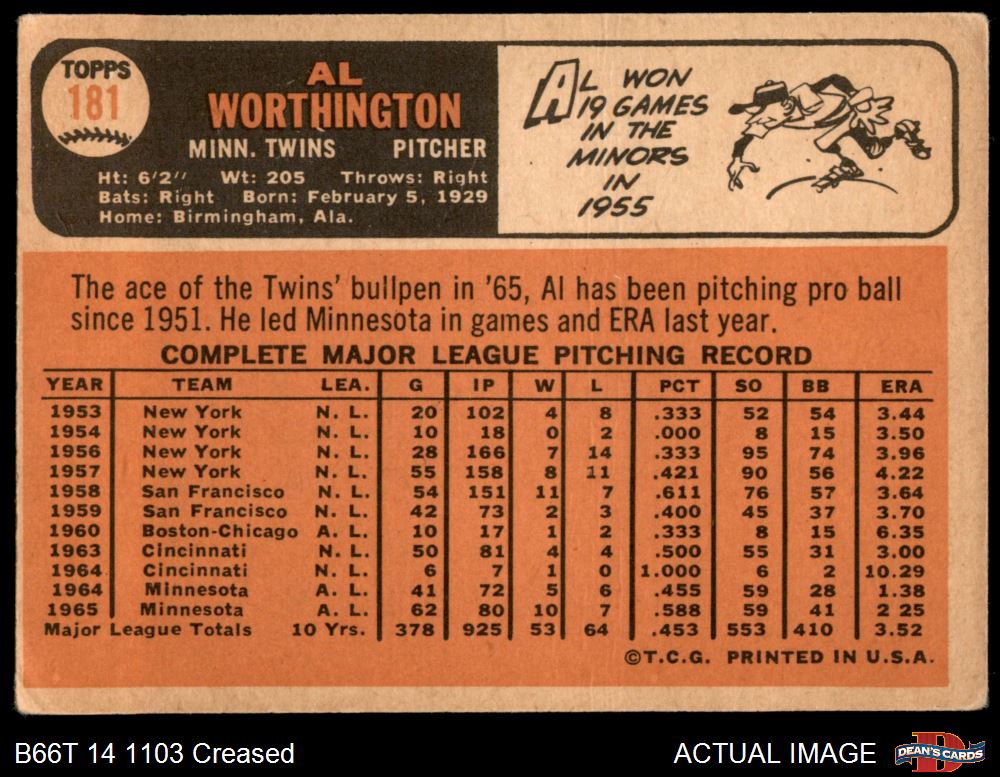 TOPPS
181
AL
WORTHINGTON
MINN. TWINS PITCHER
Ht: 6'2" Wt: 205 Throws: Right
Bats: Right Born: February 5, 1929
Home: Birmingham, Ala.
AL WON
19 GAMES
IN THE
MINORS
IN
1955
The ace of the Twins' bullpen in '65, Al has been pitching pro ball
since 1951. He led Minnesota in games and ERA last year.
COMPLETE MAJOR LEAGUE PITCHING RECORD
YEAR TEAM LEA. G IP W L PCT SO BB ERA
1953 New York N. L. 20 102 4 8 .333 52 54 3.44
1954 New York N. L. 10 18 0 2 .000 8 15 3.50
1956 New York N. L. 28 166 7 14 .333 95 74 3.96
1957 New York N. L. 55 158 8 11 .421 90 56 4.22
1958 San Francisco N. L. 54 151 11 7 .611 76 57 3.64
1959 San Francisco N. L. 42 73 2 3 .400 45 37 3.70
1960 Boston-Chicago A. L. 10 17 1 2 .333 8 15 6.35
1963 Cincinnati N. L. 50 81 4 4 .500 55 31 3.00
1964 Cincinnati N. L. 6 7 1 0 1.000 6 2 10.29
1964 Minnesota A. L. 41 72 5 6 .455 59 28 1.38
1965 Minnesota A. L. 62 80 10 7 .588 59 41 2 25
Major League Totals 10 Yrs. 378 925 53 64 .453 553 410 3.52
©T.C.G. PRINTED IN U.S.A.
B66T 14 1103 Creased ACTUAL IMAGE
DEAN'S CARDS